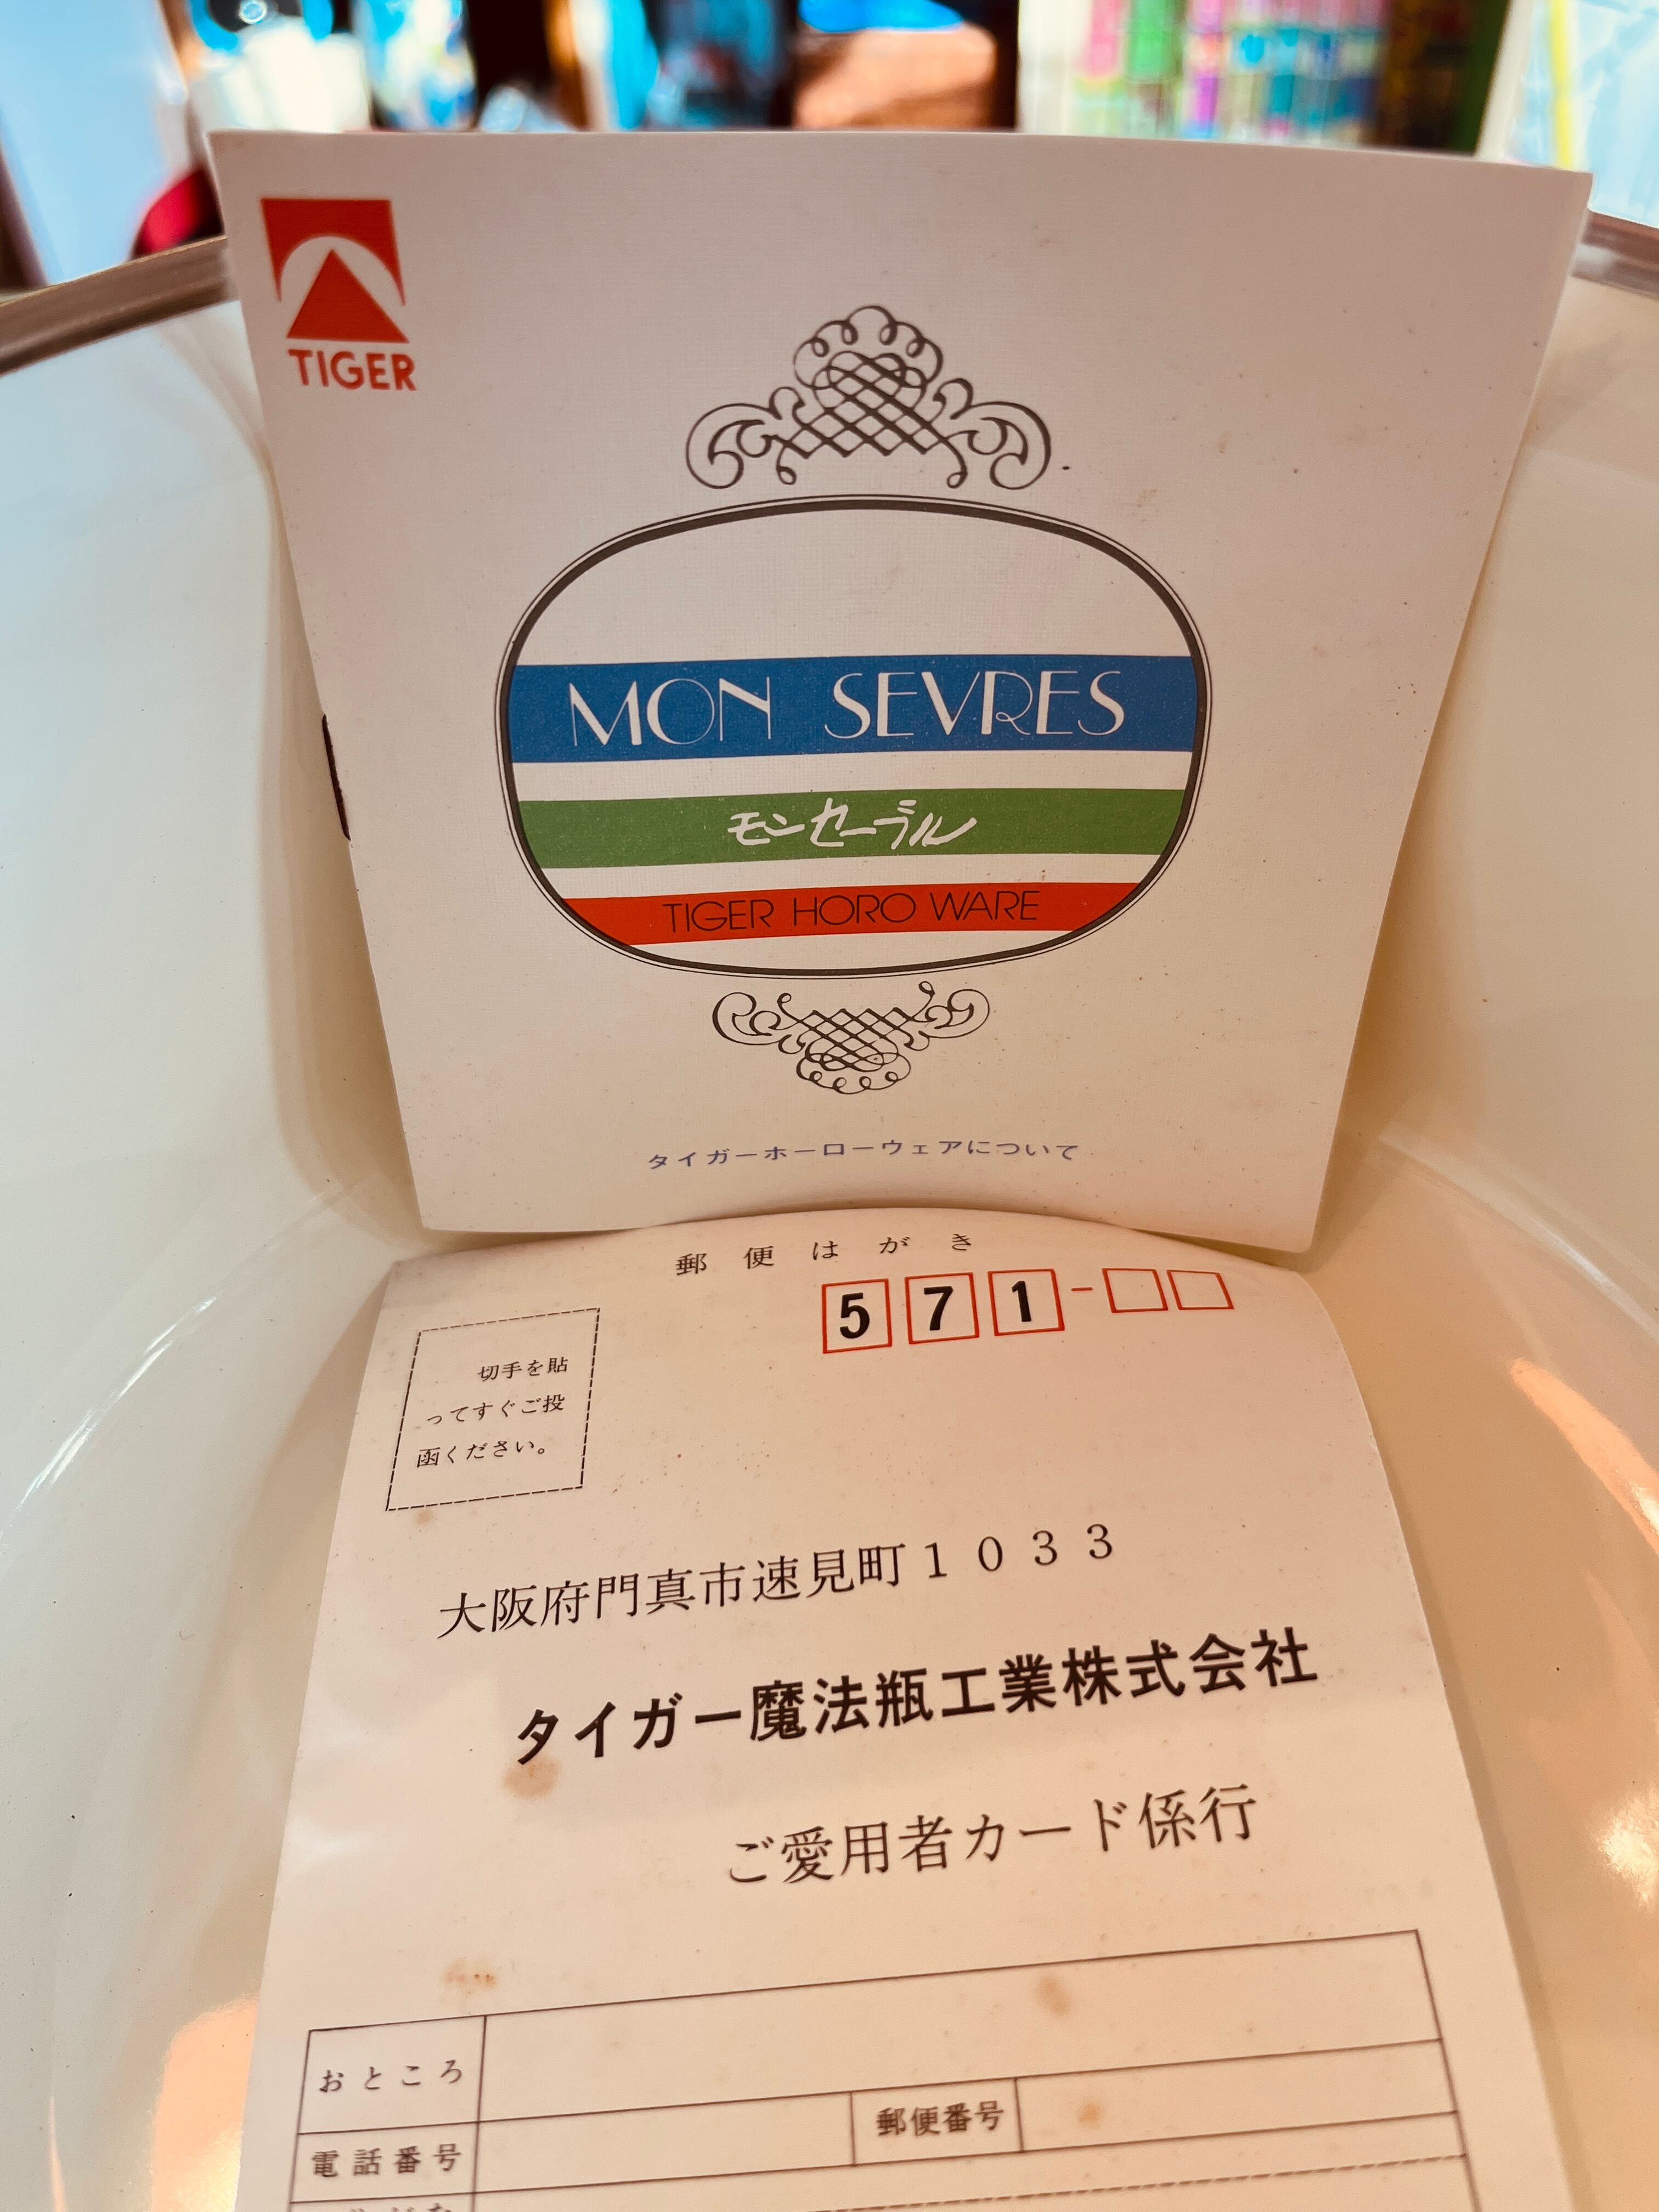 TIGER
MON SEVRES
モンセーブル
TIGER HORO WARE
タイガーホーローウェアについて
郵便はがき
571-
切手を貼
ってすぐご投
函ください。
大阪府門真市速見町1033
タイガー魔法瓶工業株式会社
ご愛用者カード係行
おところ
電話番号
郵便番号